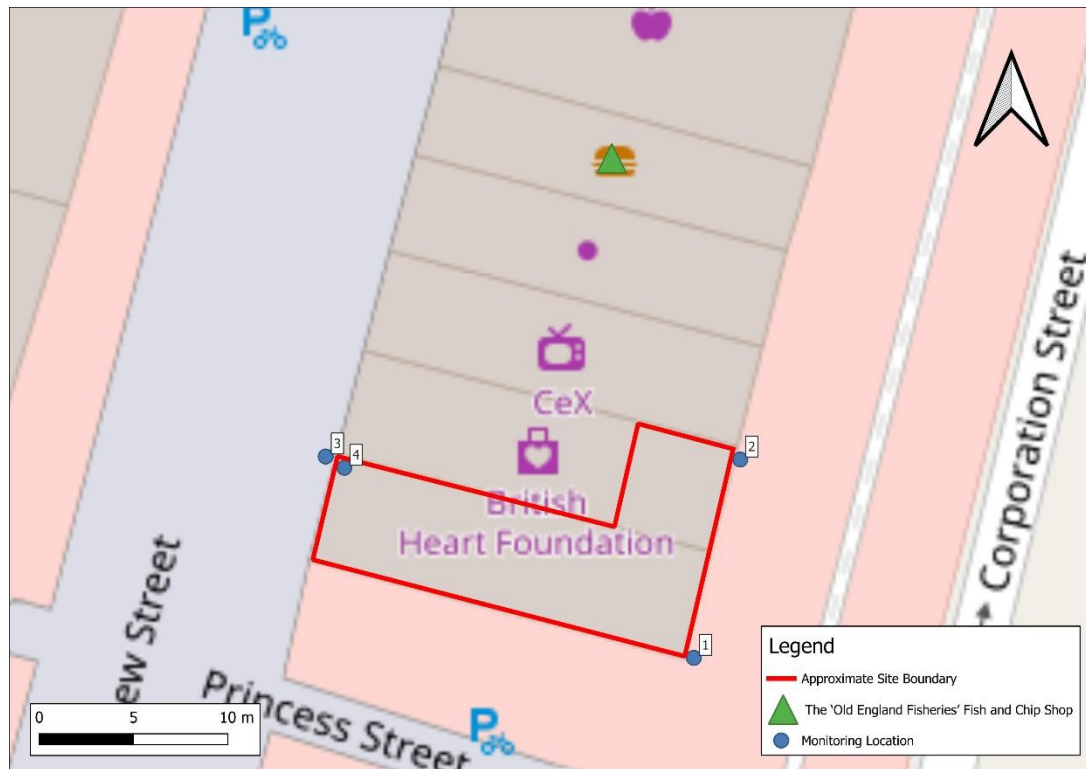 P
3
4
2
1
CeX
British
Heart Foundation
Corporation Street
ew Street
Princess Street
P
0 5 10 m
Legend
Approximate Site Boundary
The ‘Old England Fisheries’ Fish and Chip Shop
Monitoring Location